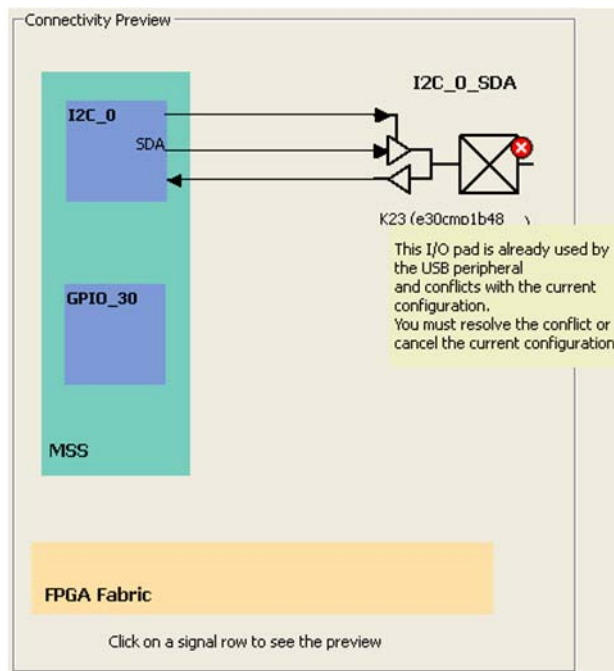 Connectivity Preview
I2C_0
SDA
I2C_0_SDA
K23 (e30cmp1b48
This I/O pad is already used by
the USB peripheral
and conflicts with the current
configuration.
You must resolve the conflict or
cancel the current configuration
GPIO_30
MSS
FPGA Fabric
Click on a signal row to see the preview